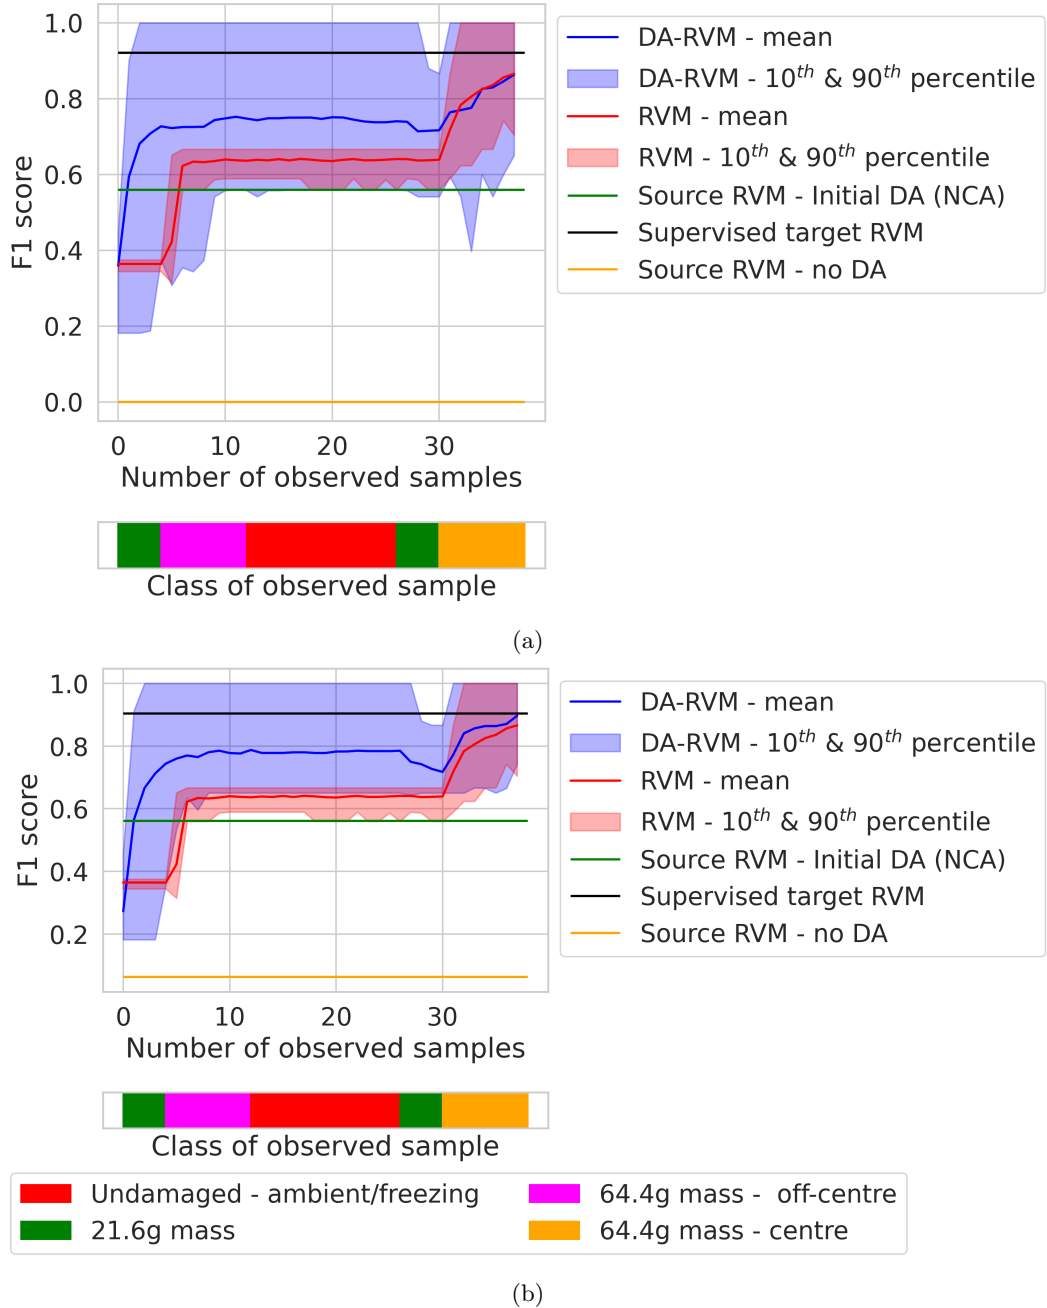 1.0
0.8
0.6
0.4
0.2
0.0
F1 score
0 10 20 30
Number of observed samples
Class of observed sample
DA-RVM - mean
DA-RVM - 10th & 90th percentile
RVM - mean
RVM - 10th & 90th percentile
Source RVM - Initial DA (NCA)
Supervised target RVM
Source RVM - no DA
(a)
1.0
0.8
0.6
0.4
0.2
F1 score
0 10 20 30
Number of observed samples
Class of observed sample
DA-RVM - mean
DA-RVM - 10th & 90th percentile
RVM - mean
RVM - 10th & 90th percentile
Source RVM - Initial DA (NCA)
Supervised target RVM
Source RVM - no DA
Undamaged - ambient/freezing
21.6g mass
64.4g mass - off-centre
64.4g mass - centre
(b)